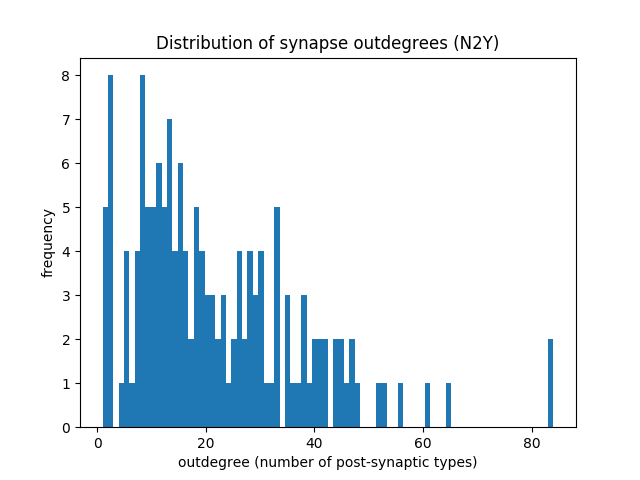 Distribution of synapse outdegrees (N2Y)
8
7
6
5
4
3
2
1
0
frequency
0 20 40 60 80
outdegree (number of post-synaptic types)